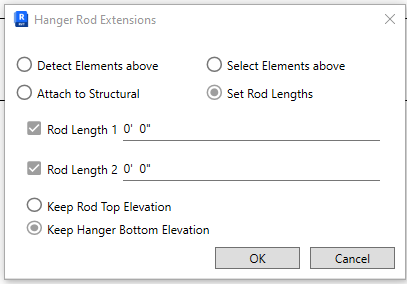 Hanger Rod Extensions
Detect Elements above
Select Elements above
Attach to Structural
Set Rod Lengths
Rod Length 1 0' 0"
Rod Length 2 0' 0"
Keep Rod Top Elevation
Keep Hanger Bottom Elevation
OK
Cancel